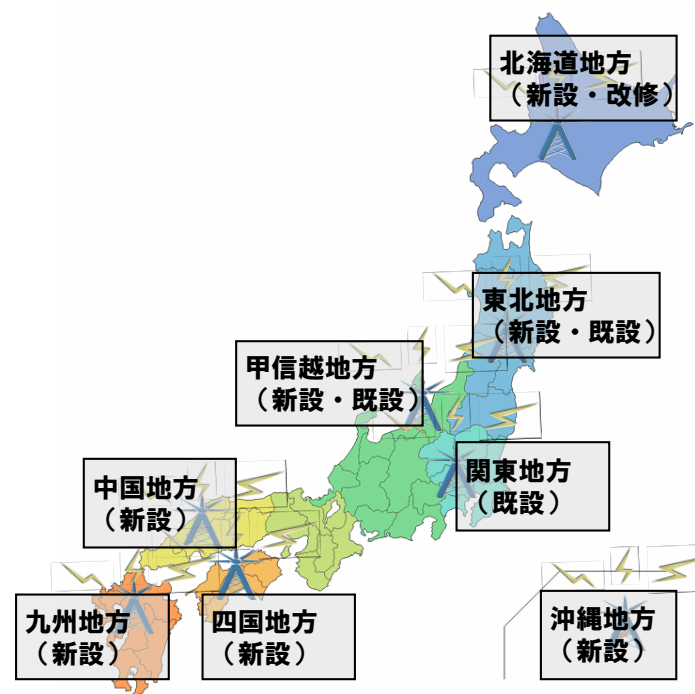 北海道地方
（新設・改修）
東北地方
（新設・既設）
甲信越地方
（新設・既設）
関東地方
（既設）
中国地方
（新設）
九州地方
（新設）
四国地方
（新設）
沖縄地方
（新設）